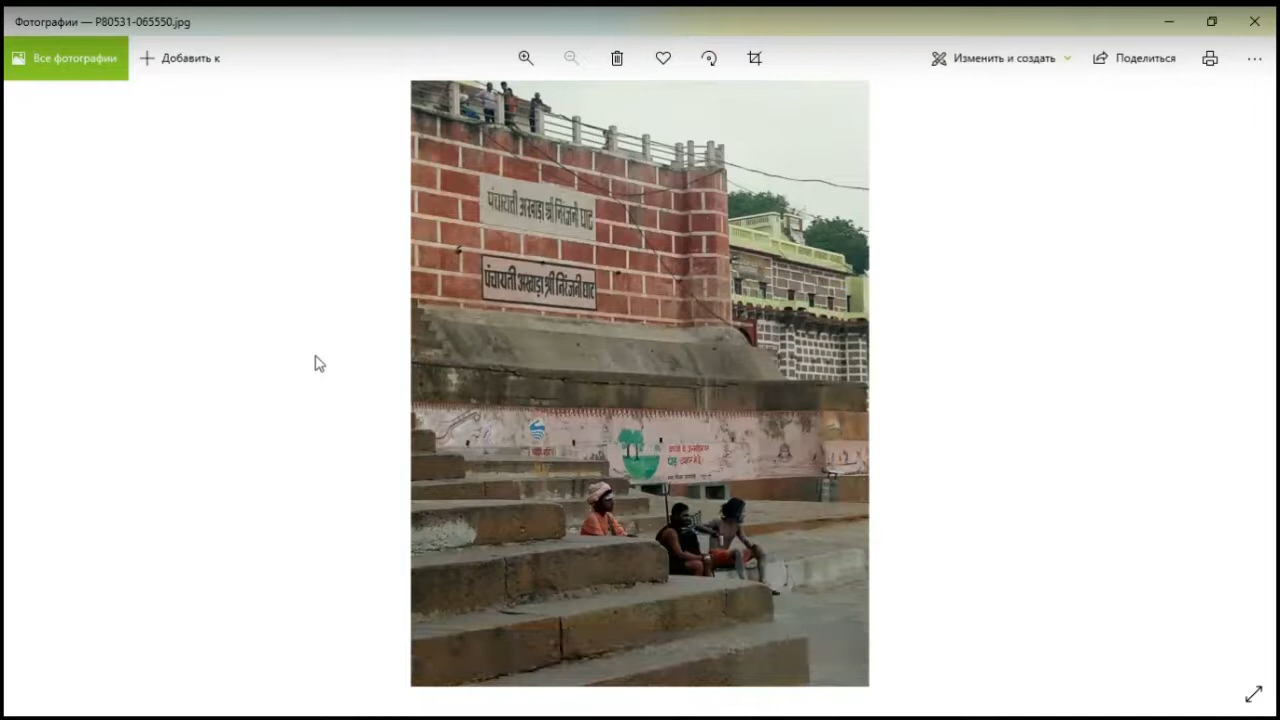 Фотографии — P80531-065550.jpg
Все фотографии
Добавить к
Изменить и создать
Поделиться
पंचायती अखाड़ा श्री निरंजनी घाट
पंचायती अखाड़ा श्री निरंजनी घाट